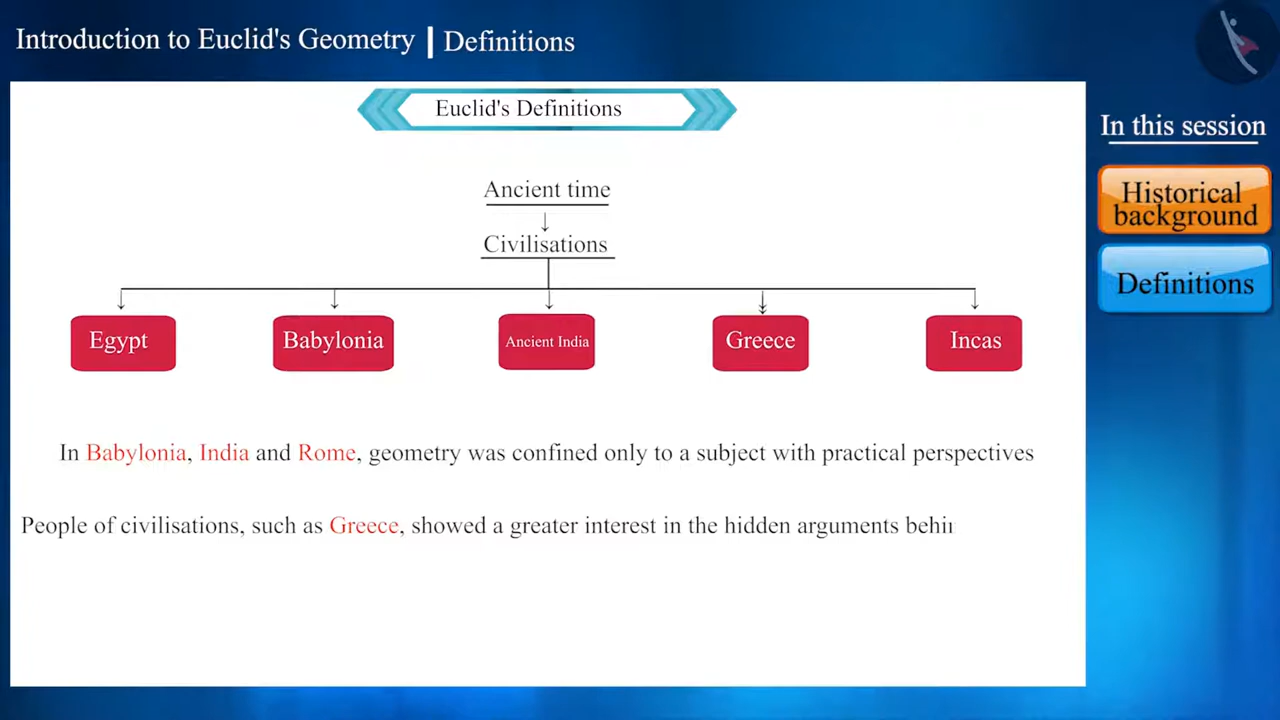 Introduction to Euclid's Geometry | Definitions
Euclid's Definitions
In this session
Historical
background
Definitions
Ancient time
Civilisations
Egypt
Babylonia
Ancient India
Greece
Incas
In Babylonia, India and Rome, geometry was confined only to a subject with practical perspectives
People of civilisations, such as Greece, showed a greater interest in the hidden arguments